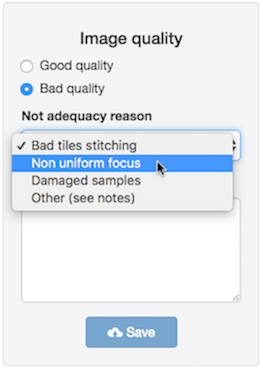 Image quality
Good quality
Bad quality
Not adequacy reason
✓ Bad tiles stitching
Non uniform focus
Damaged samples
Other (see notes)
Save